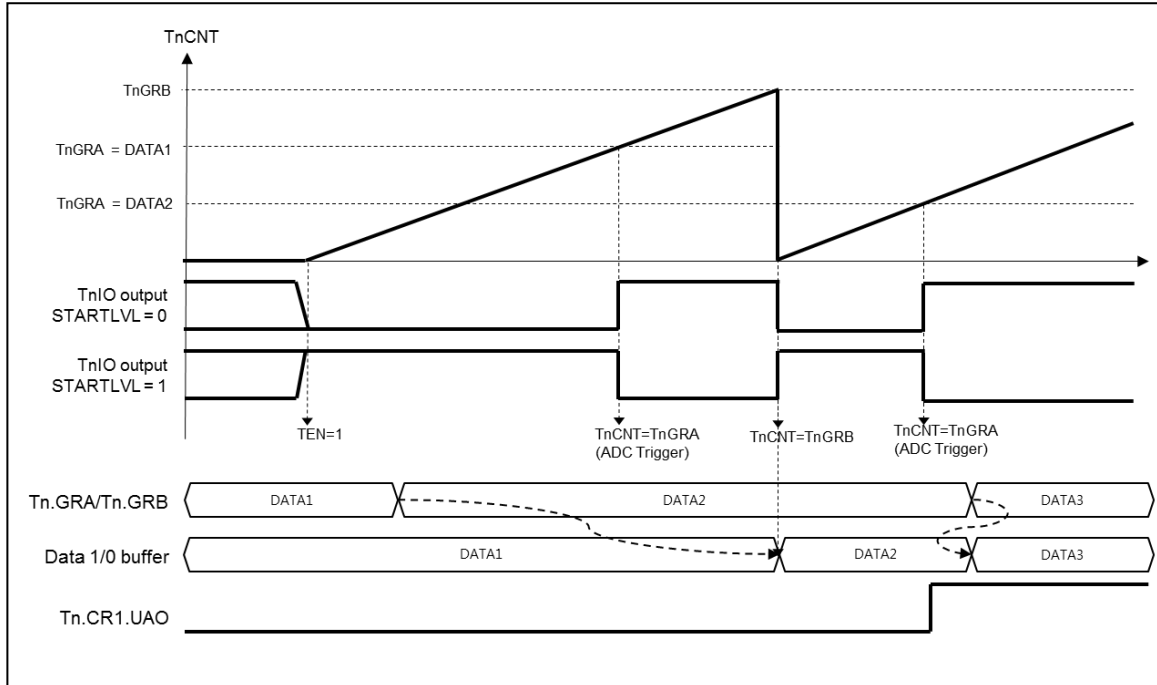 TnCNT
TnGRB
TnGRA = DATA1
TnGRA = DATA2
TnIO output
STARTLVL = 0
TnIO output
STARTLVL = 1
TEN=1
TnCNT=TnGRA
(ADC Trigger)
TnCNT=TnGRB
TnCNT=TnGRA
(ADC Trigger)
Tn.GRA/Tn.GRB
DATA1
DATA2
DATA3
Data 1/0 buffer
DATA1
DATA2
DATA3
Tn.CR1.UAO